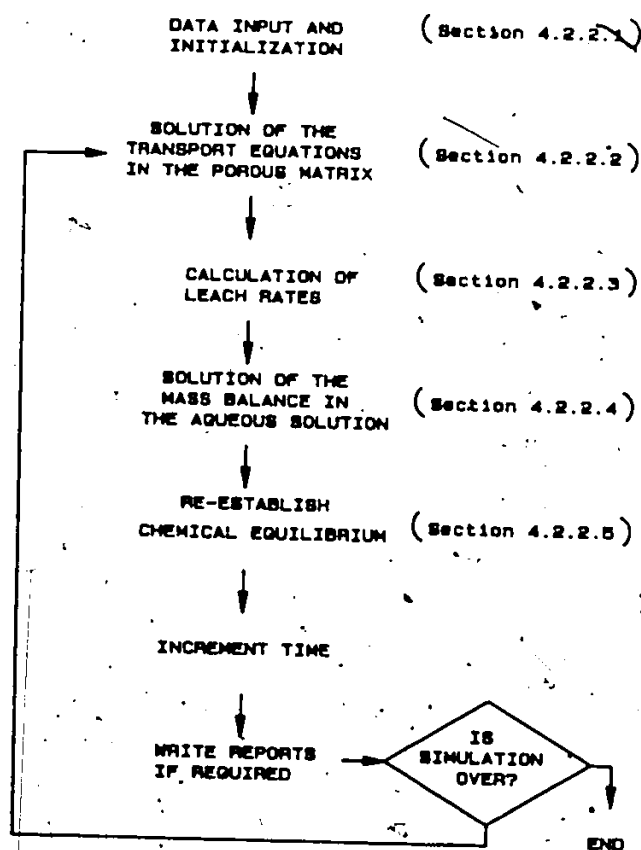 DATA INPUT AND
INITIALIZATION
(Section 4.2.2.1)
SOLUTION OF THE
TRANSPORT EQUATIONS
IN THE POROUS MATRIX
(Section 4.2.2.2)
CALCULATION OF
LEACH RATES
(Section 4.2.2.3)
SOLUTION OF THE
MASS BALANCE IN
THE AQUEOUS SOLUTION
(Section 4.2.2.4)
RE-ESTABLISH
CHEMICAL EQUILIBRIUM
(Section 4.2.2.5)
INCREMENT TIME
WRITE REPORTS
IF REQUIRED
IS
SIMULATION
OVER?
END